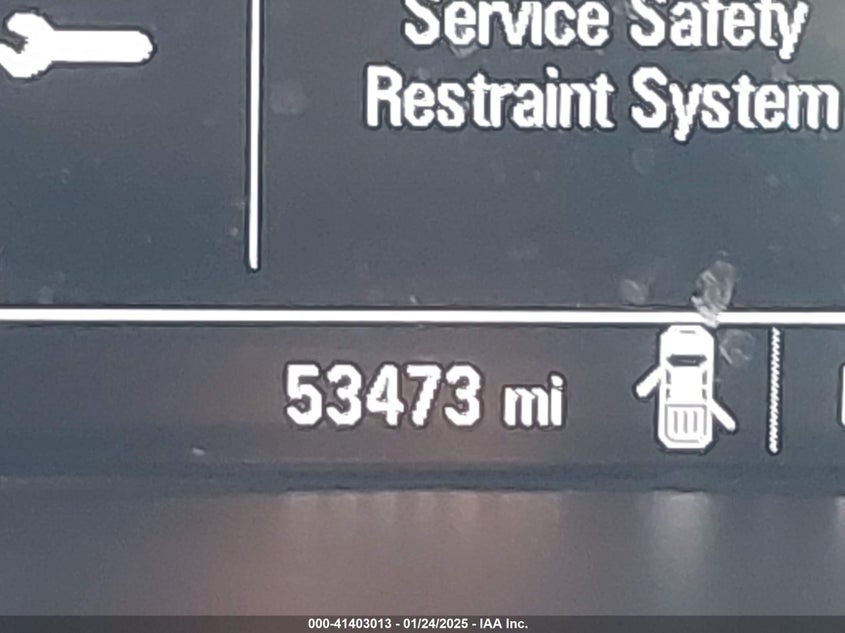 Service Safety
Restraint System
53473 mi
000-41403013 - 01/24/2025 - IAA Inc.